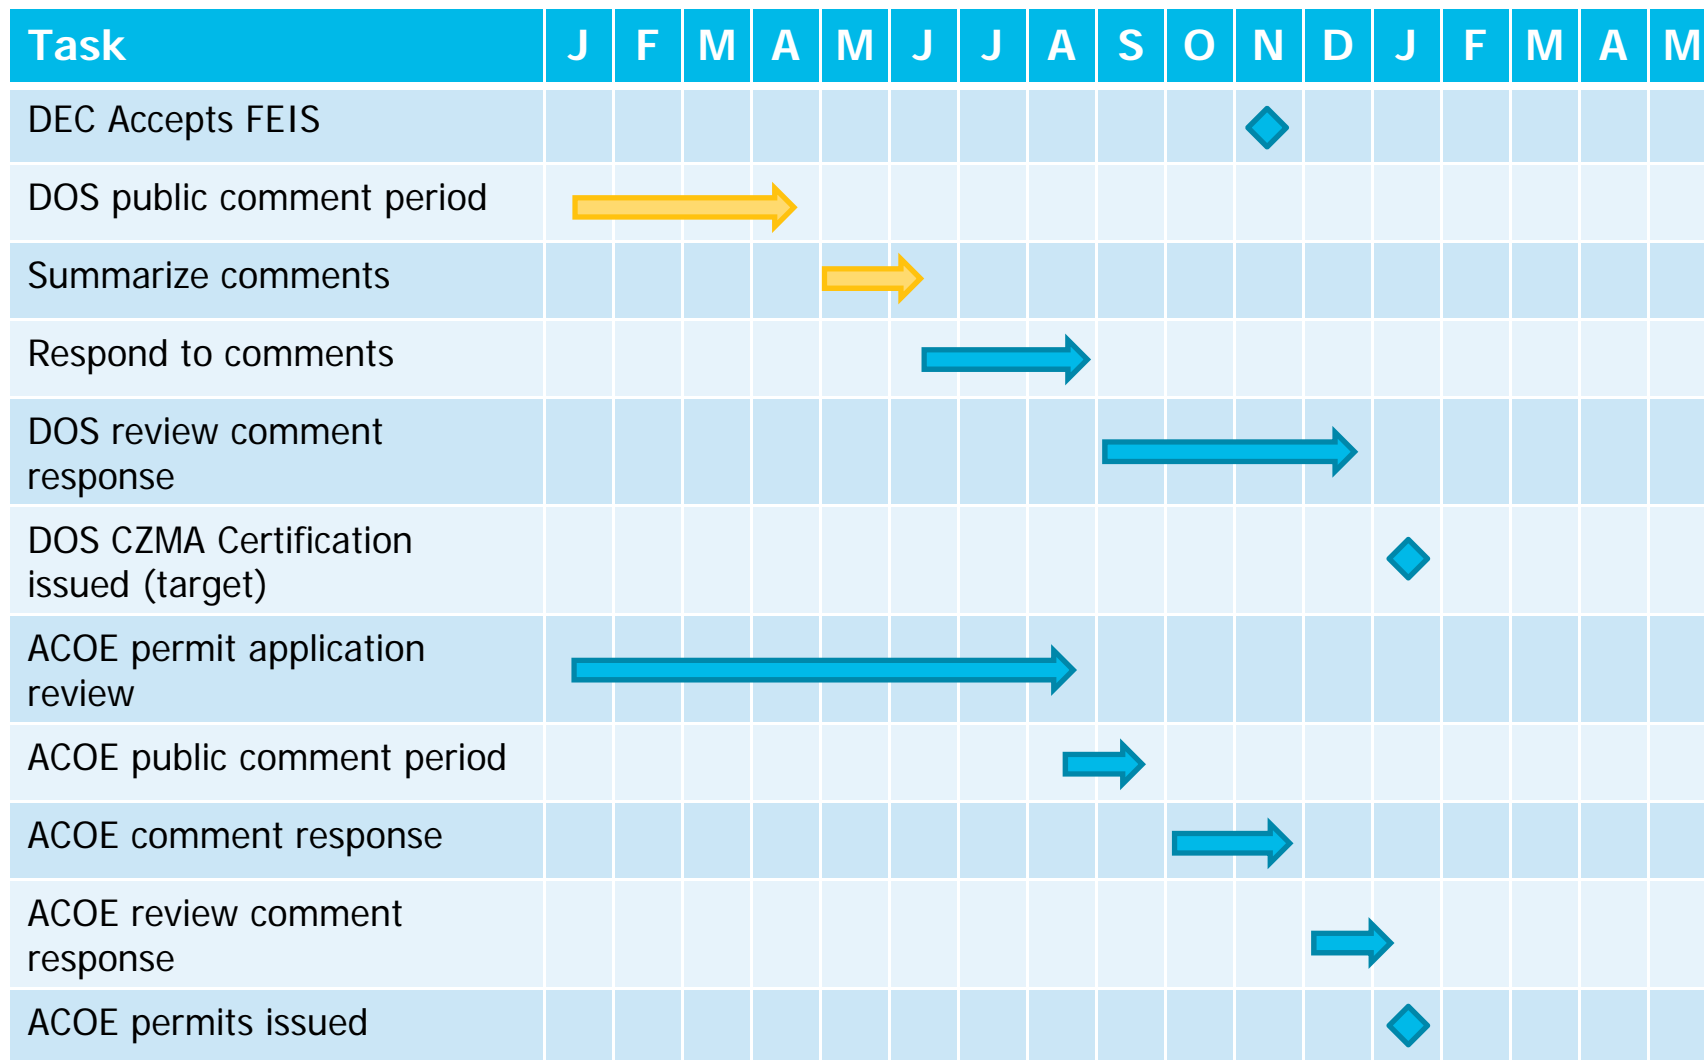 Task J F M A M J J A S O N D J F M A M
DEC Accepts FEIS
DOS public comment period
Summarize comments
Respond to comments
DOS review comment
response
DOS CZMA Certification
issued (target)
ACOE permit application
review
ACOE public comment period
ACOE comment response
ACOE review comment
response
ACOE permits issued